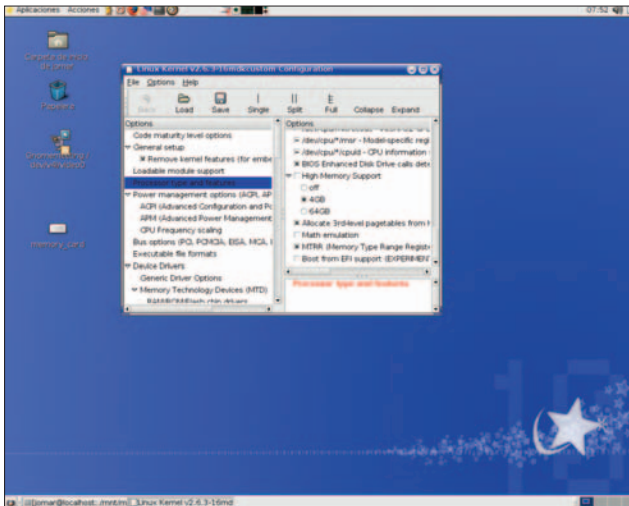 Aplicaciones Acciones
07:52
Linux Kernel v2.6.3-16mdkcustom Configuration
File Options Help
Back Load Save Single Split Full Collapse Expand
Options
Code maturity level options
General setup
Remove kernel features (for embe
Loadable module support
Processor type and features
Power management options (ACPI, AP
ACPI (Advanced Configuration and Po
APM (Advanced Power Management
CPU Frequency scaling
Bus options (PCI, PCMCIA, EISA, MCA, I
Executable file formats
Device Drivers
Generic Driver Options
Memory Technology Devices (MTD)
RAM/ROM/Flash chip drivers
Options
/dev/cpu/*/msr - Model-specific regi
/dev/cpu/*/cpuid - CPU information
BIOS Enhanced Disk Drive calls dete
High Memory Support
off
4GB
64GB
Allocate 3rd-level pagetables from h
Math emulation
MTRR (Memory Type Range Registe
Boot from EFI support (EXPERIMENT
Processor type and features
Papelera
memory_card
[jomar@localhost: /mnt/m
Linux Kernel v2.6.3-16md